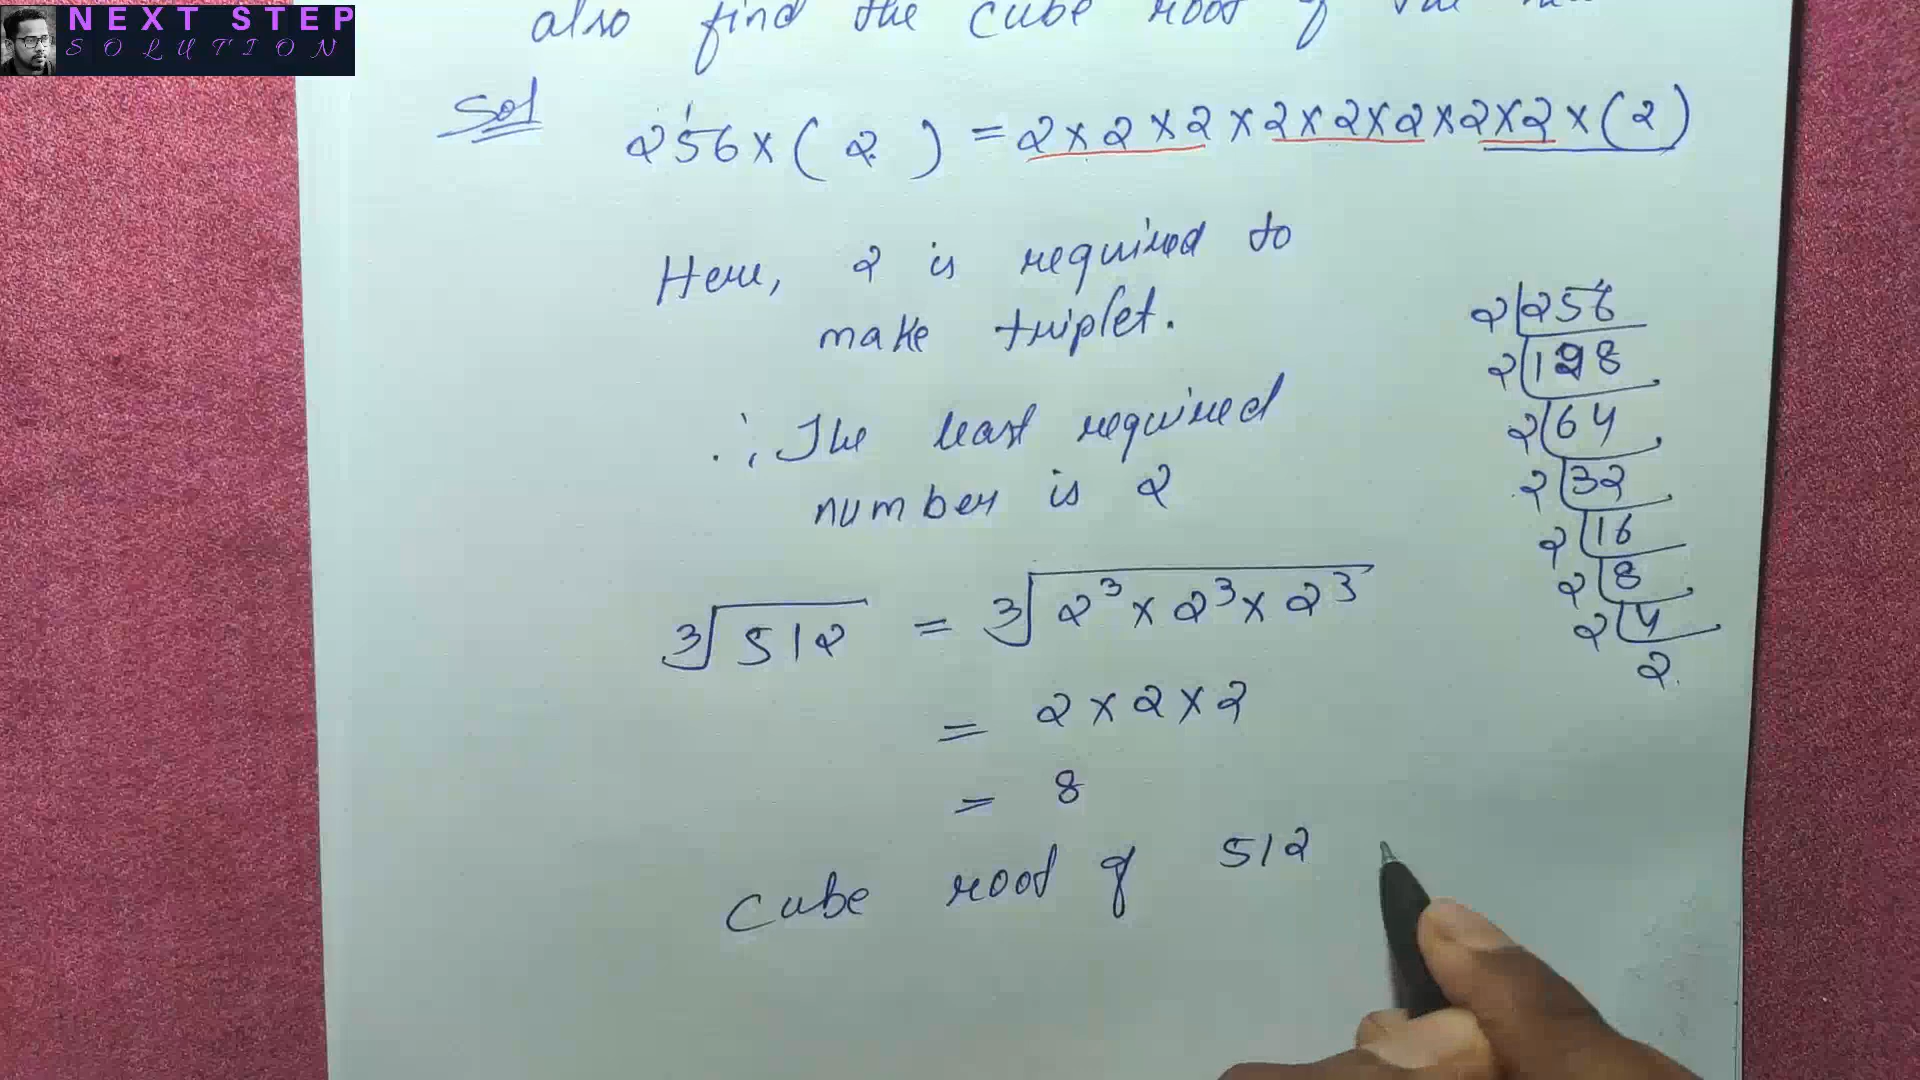 NEXT STEP
SOLUTION
also find the cube root of the
Sol
256 × ( 2 ) = 2 × 2 × 2 × 2 × 2 × 2 × 2 × 2 × (2)
Here, 2 is required to
make triplet.
∴ The least required
number is 2
∛512 = ∛2³ × 2³ × 2³
= 2 × 2 × 2
= 8
Cube root of 512
2 256
2 128
2 64
2 32
2 16
2 8
2 4
2